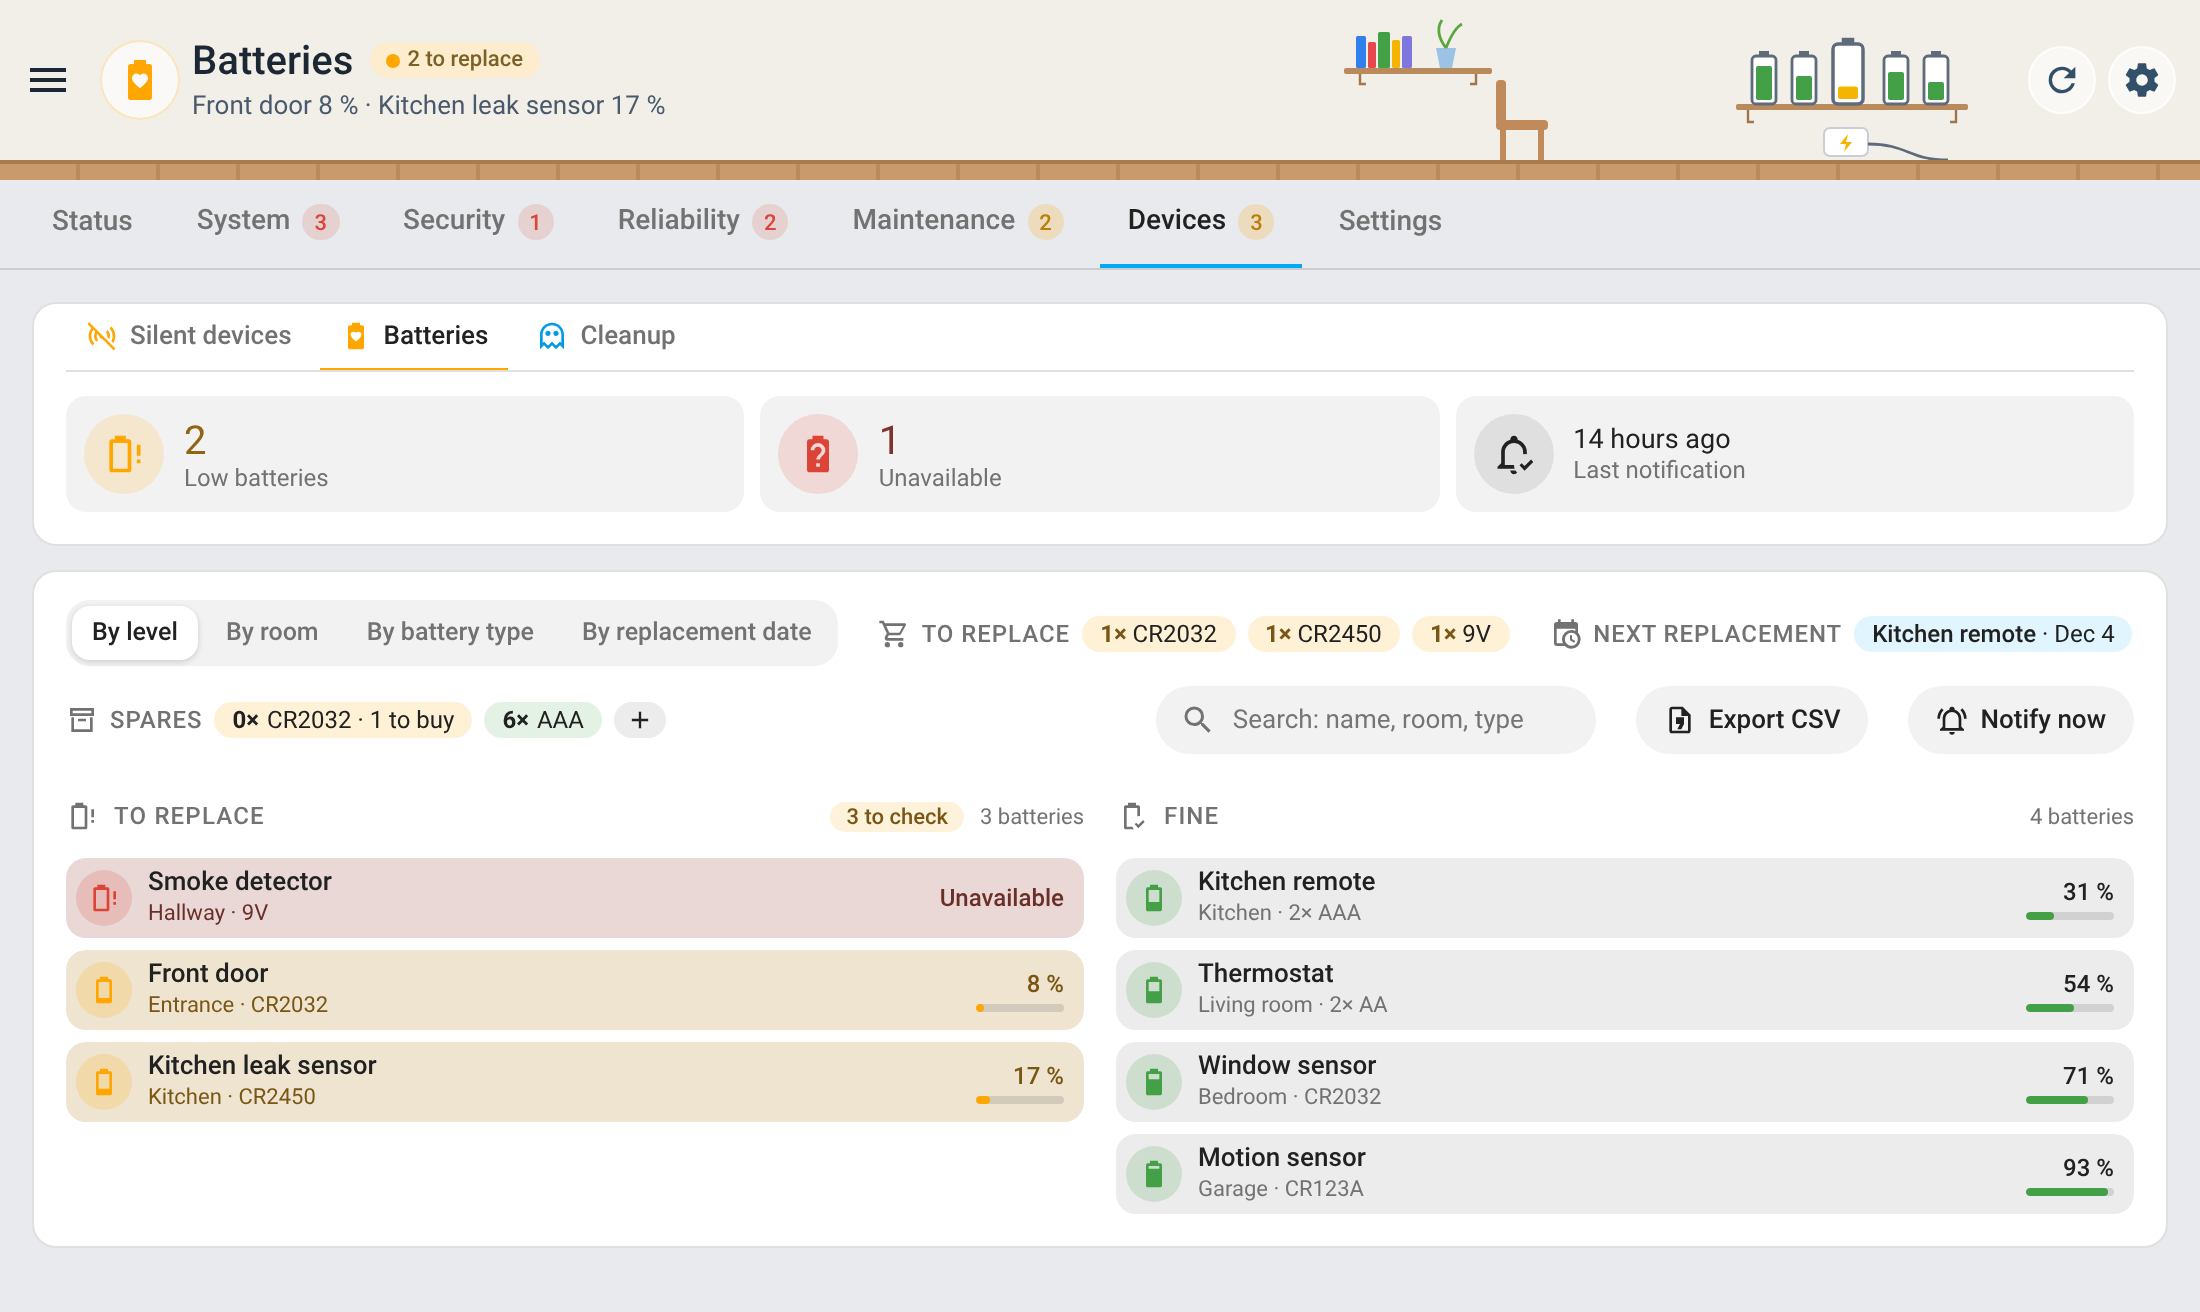 Batteries
2 to replace
Front door 8 % · Kitchen leak sensor 17 %
Status
System 3
Security 1
Reliability 2
Maintenance 2
Devices 3
Settings
Silent devices
Batteries
Cleanup
2
Low batteries
1
Unavailable
14 hours ago
Last notification
By level
By room
By battery type
By replacement date
TO REPLACE
1× CR2032
1× CR2450
1× 9V
NEXT REPLACEMENT
Kitchen remote · Dec 4
SPARES
0× CR2032 · 1 to buy
6× AAA
+
Search: name, room, type
Export CSV
Notify now
TO REPLACE
3 to check
3 batteries
Smoke detector
Hallway · 9V
Unavailable
Front door
Entrance · CR2032
8 %
Kitchen leak sensor
Kitchen · CR2450
17 %
FINE
4 batteries
Kitchen remote
Kitchen · 2× AAA
31 %
Thermostat
Living room · 2× AA
54 %
Window sensor
Bedroom · CR2032
71 %
Motion sensor
Garage · CR123A
93 %